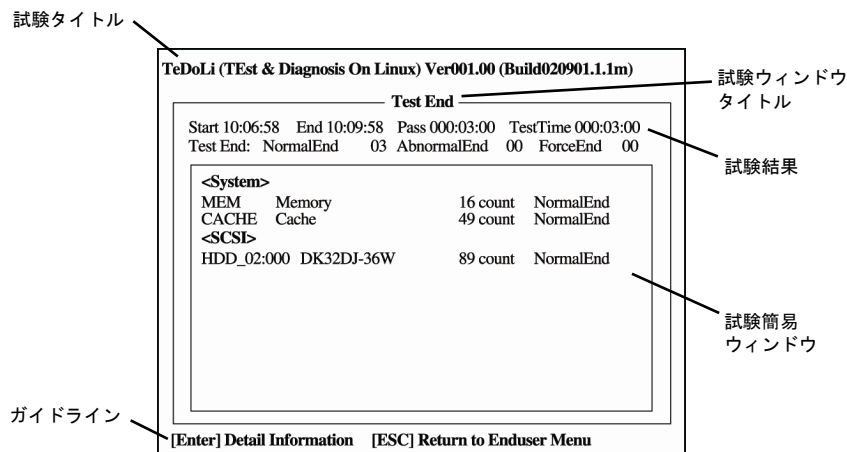 試験タイトル
TeDoLi (TEst & Diagnosis On Linux) Ver001.00 (Build020901.1.1m)
試験ウィンドウ
タイトル
Test End
Start 10:06:58 End 10:09:58 Pass 000:03:00 TestTime 000:03:00
Test End: NormalEnd 03 AbnormalEnd 00 ForceEnd 00
試験結果
<System>
MEM Memory 16 count NormalEnd
CACHE Cache 49 count NormalEnd
<SCSI>
HDD_02:000 DK32DJ-36W 89 count NormalEnd
試験簡易
ウィンドウ
ガイドライン
[Enter] Detail Information [ESC] Return to Enduser Menu